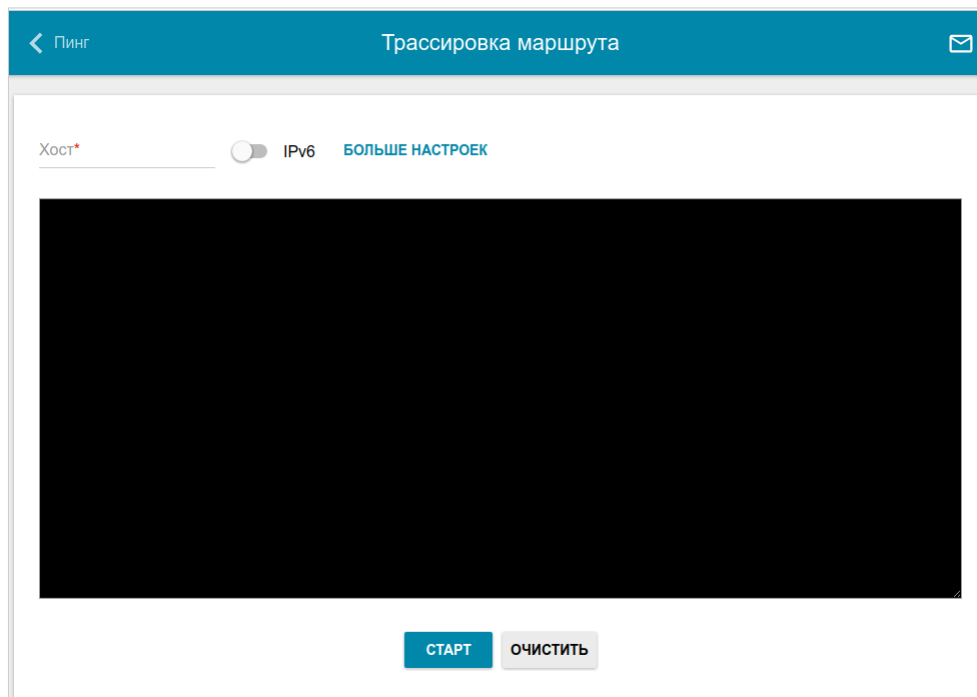 Пинг
Трассировка маршрута
Хост*
IPv6
БОЛЬШЕ НАСТРОЕК
СТАРТ
ОЧИСТИТЬ